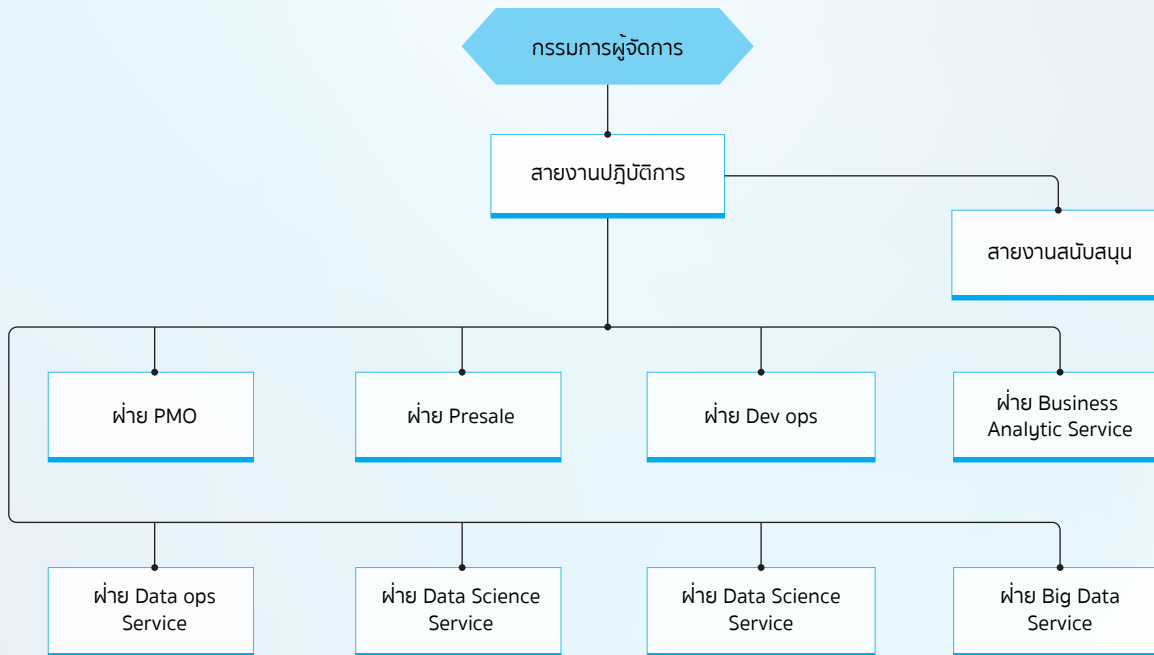 กรรมการผู้จัดการ
สายงานปฎิบัติการ
สายงานสนับสนุน
ฝ่าย PMO
ฝ่าย Presale
ฝ่าย Dev ops
ฝ่าย Business
Analytic Service
ฝ่าย Data ops
Service
ฝ่าย Data Science
Service
ฝ่าย Data Science
Service
ฝ่าย Big Data
Service